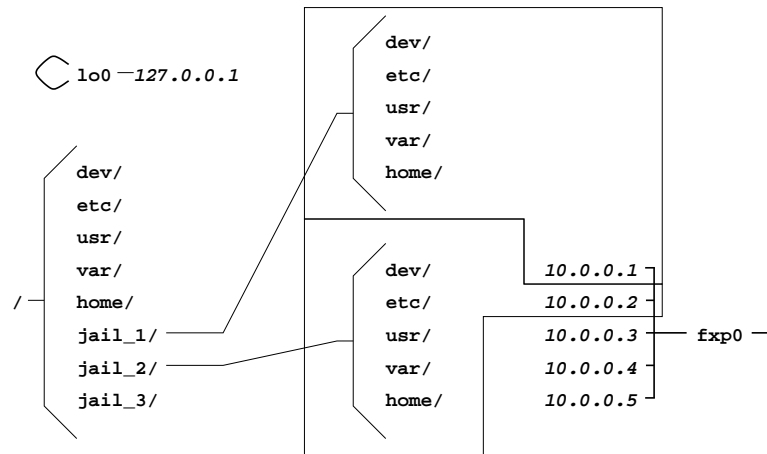 lo0 127.0.0.1
/
dev/
etc/
usr/
var/
home/
jail_1/
jail_2/
jail_3/
dev/
etc/
usr/
var/
home/
dev/
etc/
usr/
var/
home/
10.0.0.1
10.0.0.2
10.0.0.3
10.0.0.4
10.0.0.5
fxp0